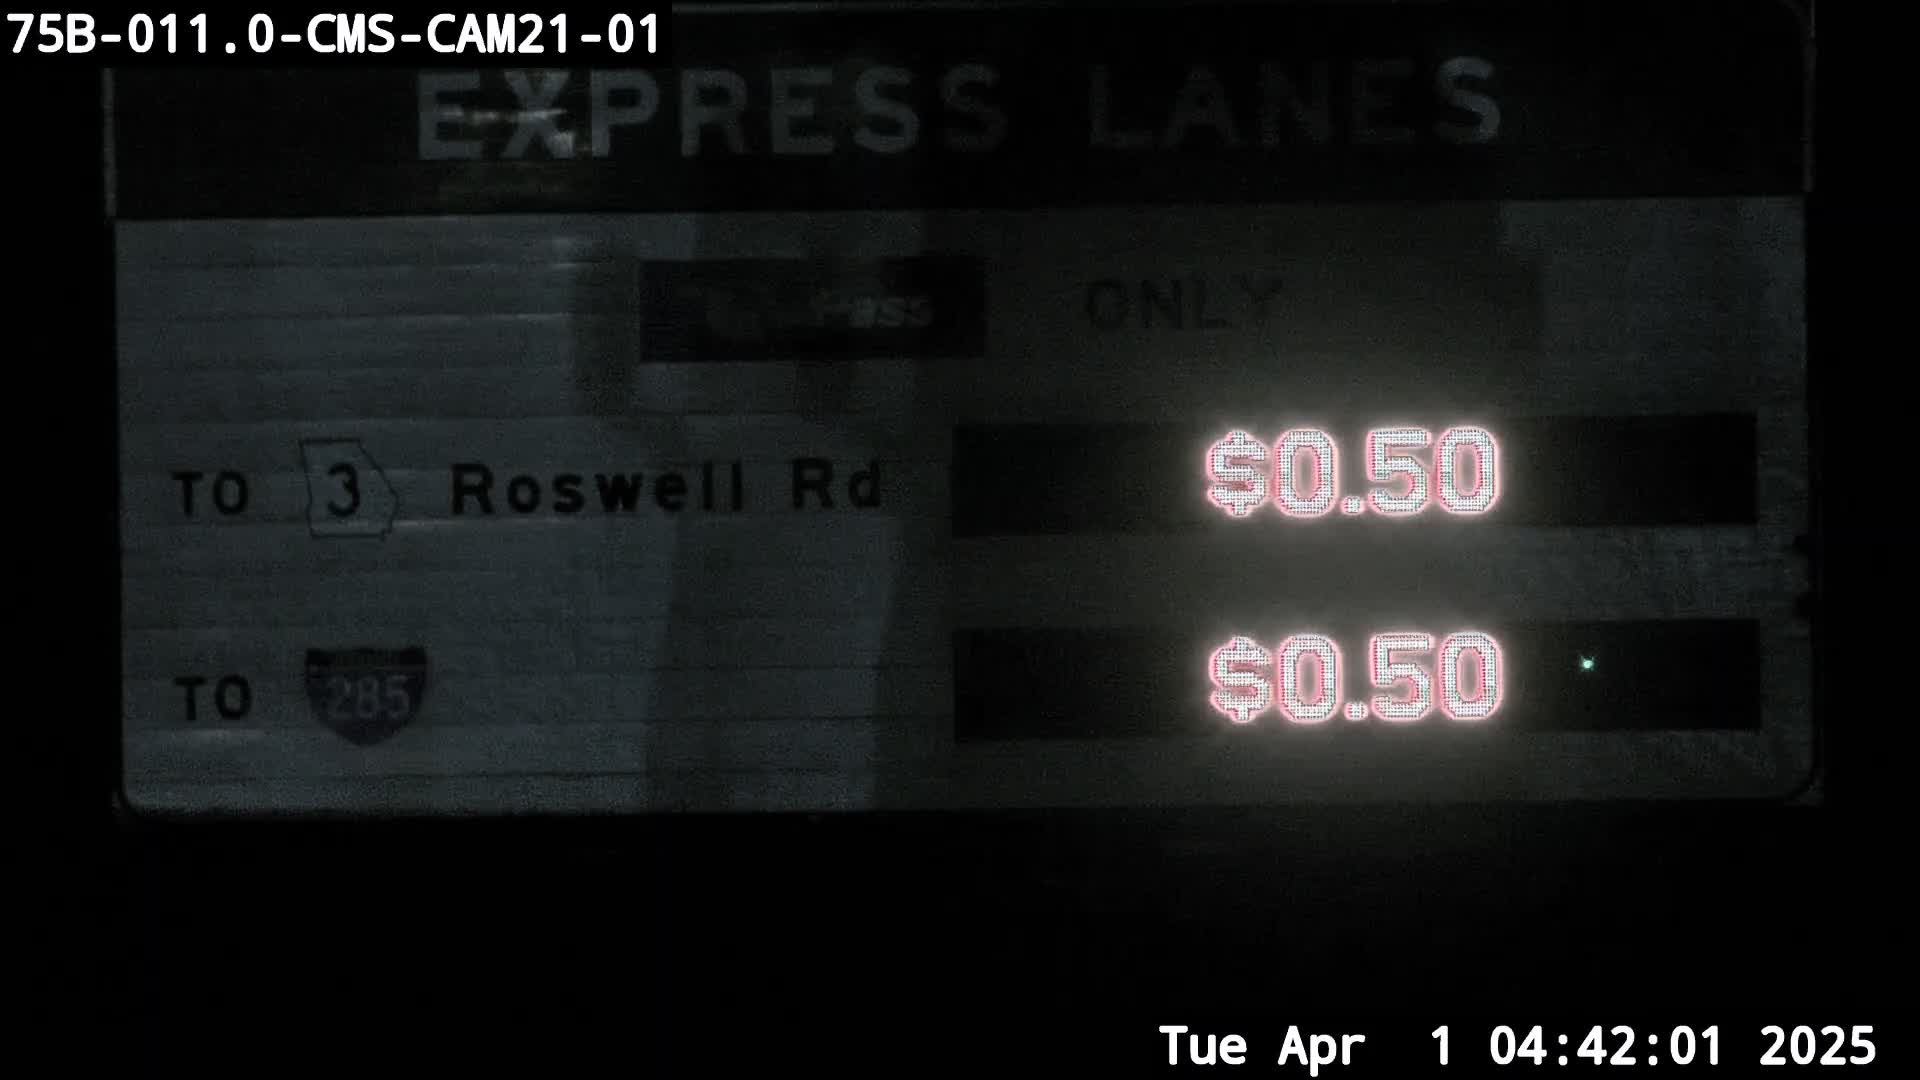 75B-011.0-CMS-CAM21-01
EXPRESS LANES
Pass ONLY
TO 3 Roswell Rd $0.50
TO 285 $0.50
Tue Apr 1 04:42:01 2025